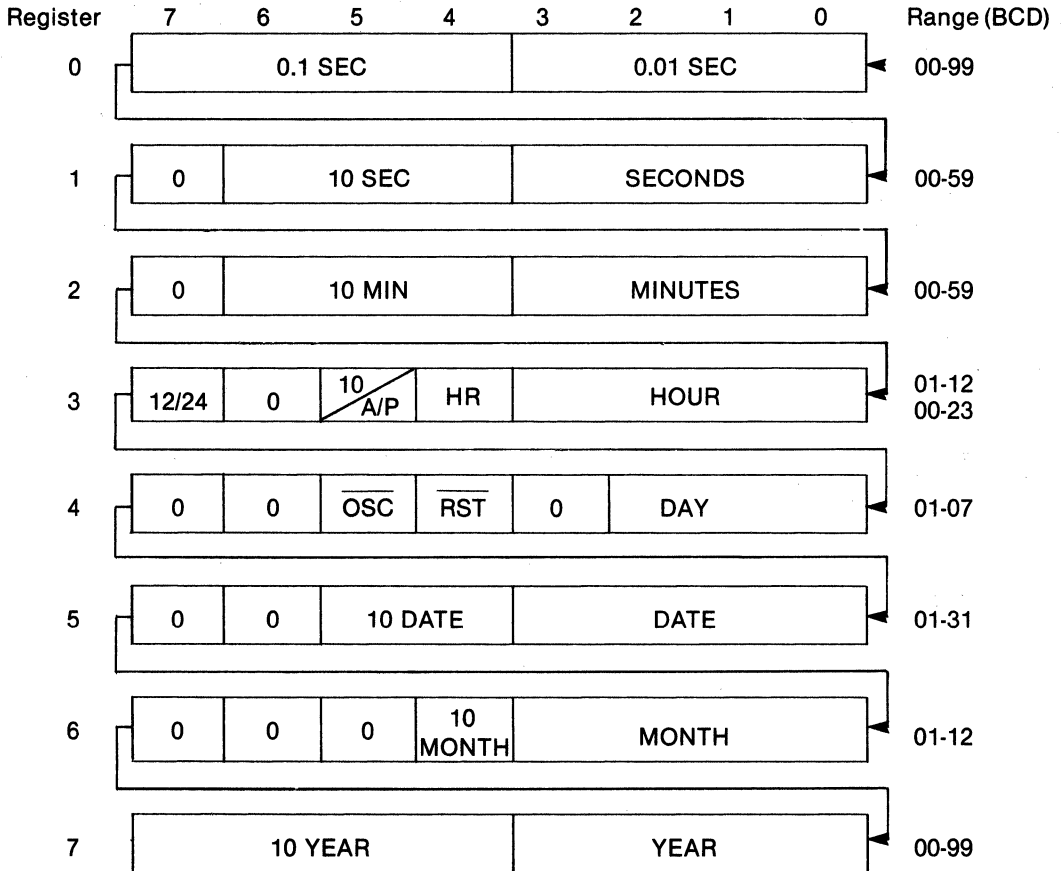 Register 7 6 5 4 3 2 1 0 Range (BCD)
0 0.1 SEC 0.01 SEC 00-99
1 0 10 SEC SECONDS 00-59
2 0 10 MIN MINUTES 00-59
3 12/24 0 10 A/P HR HOUR 01-12
00-23
4 0 0 OSC RST 0 DAY 01-07
5 0 0 10 DATE DATE 01-31
6 0 0 0 10 MONTH MONTH 01-12
7 10 YEAR YEAR 00-99